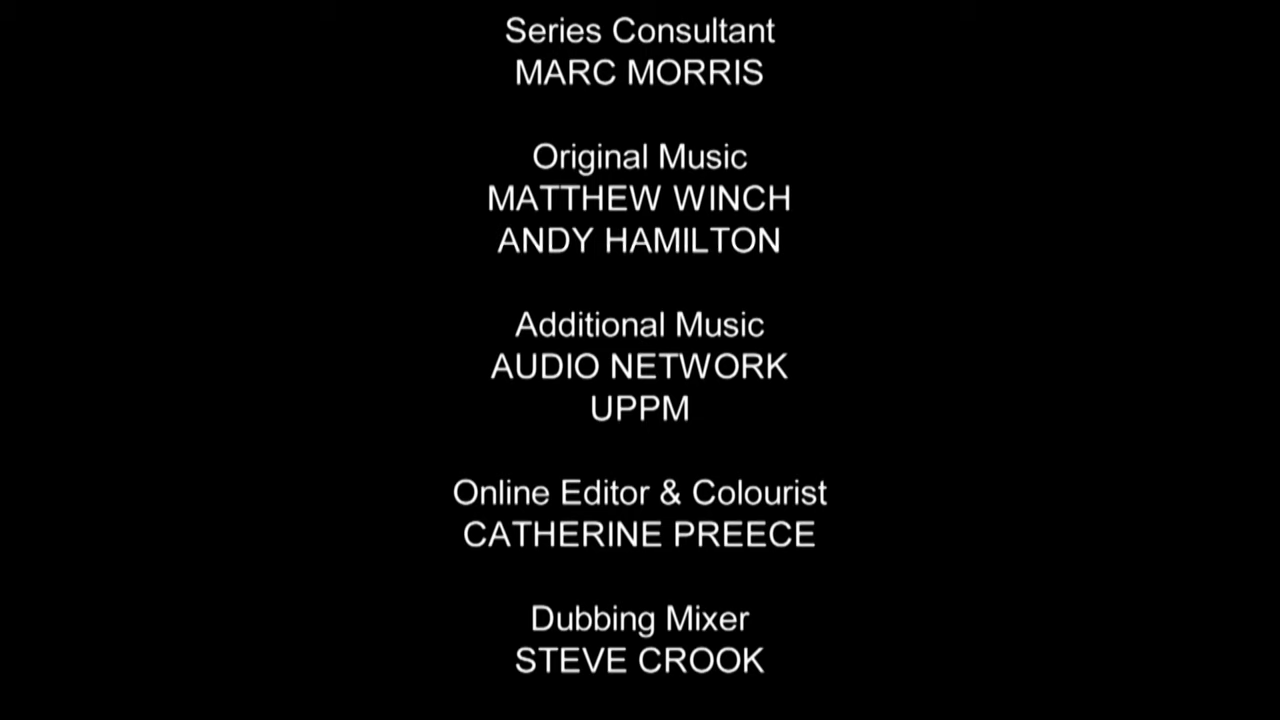 Series Consultant
MARC MORRIS
Original Music
MATTHEW WINCH
ANDY HAMILTON
Additional Music
AUDIO NETWORK
UPPM
Online Editor & Colourist
CATHERINE PREECE
Dubbing Mixer
STEVE CROOK